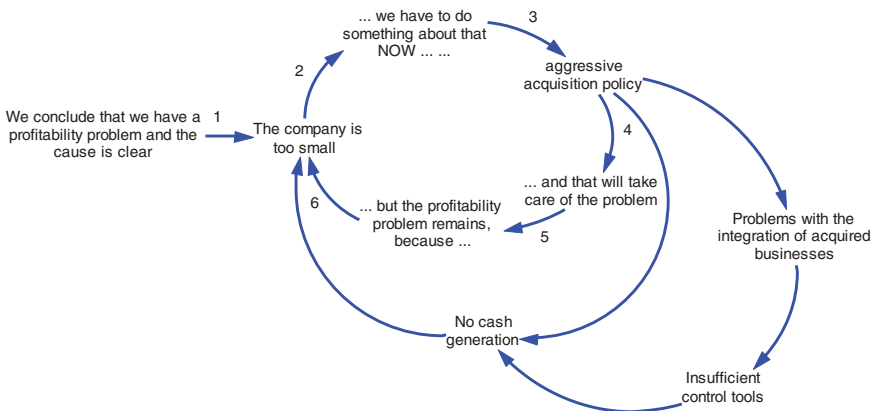 ... we have to do
something about that
NOW ... ...
3
2
aggressive
acquisition policy
We conclude that we have a
profitability problem and the
cause is clear
1
The company is
too small
4
... and that will take
care of the problem
6
... but the profitability
problem remains,
because ...
5
Problems with the
integration of acquired
businesses
No cash
generation
Insufficient
control tools